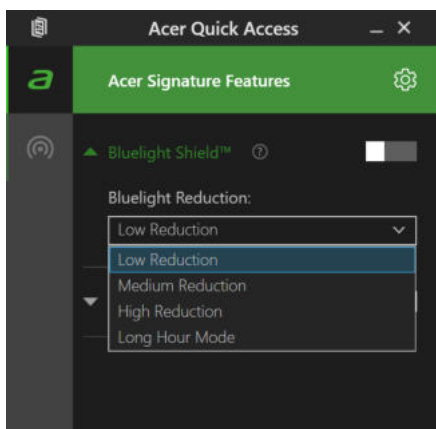 Acer Quick Access
a
Acer Signature Features
Bluelight Shield™ ?
Bluelight Reduction:
Low Reduction
Low Reduction
Medium Reduction
High Reduction
Long Hour Mode